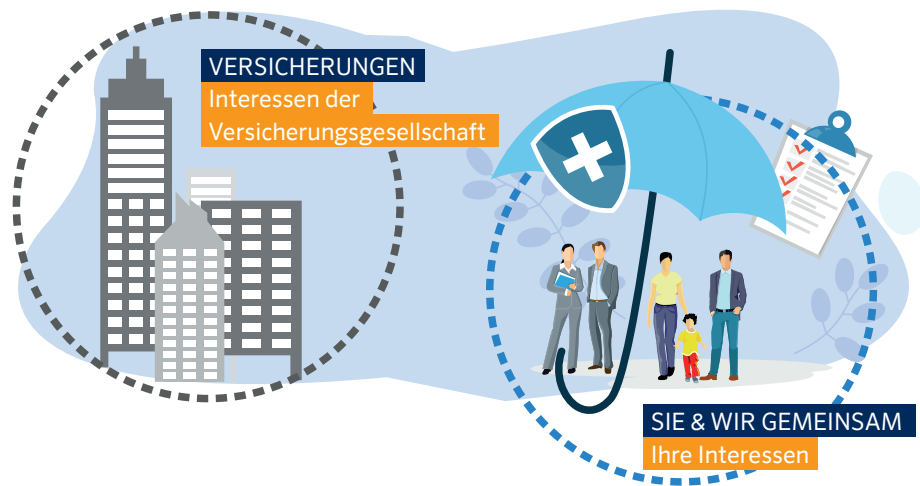 VERSICHERUNGEN
Interessen der
Versicherungsgesellschaft
SIE & WIR GEMEINSAM
Ihre Interessen